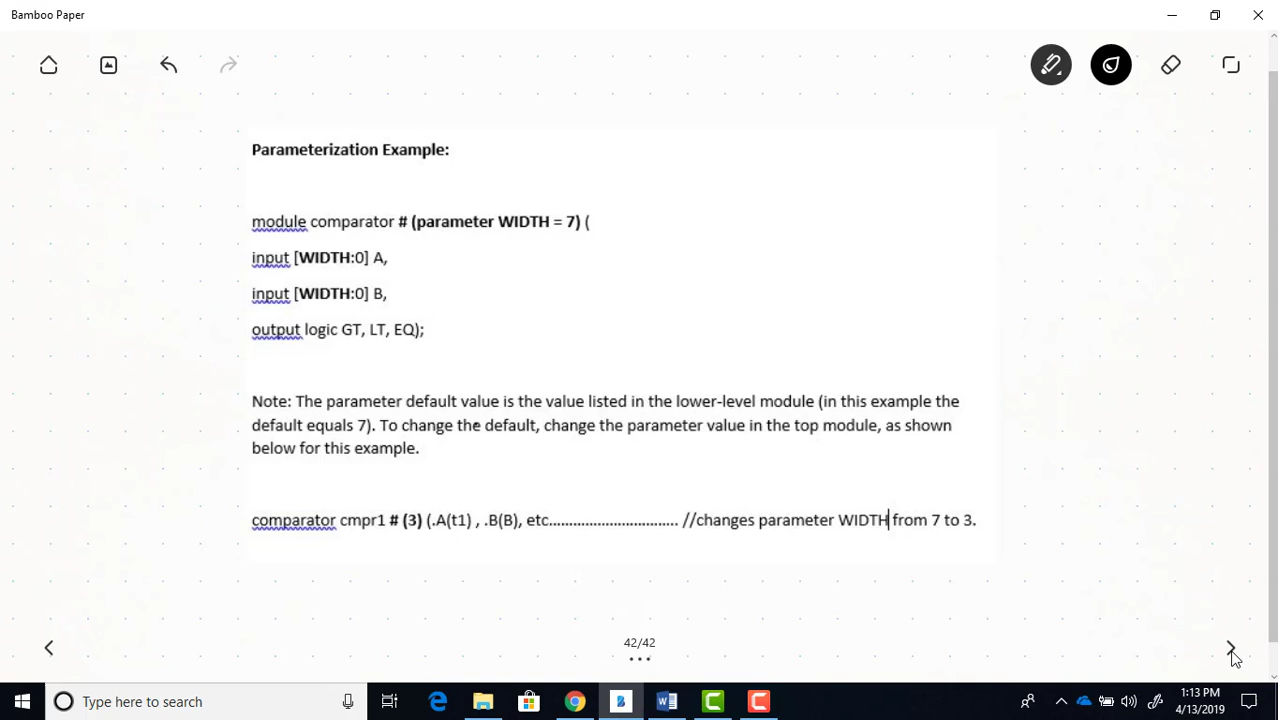 Bamboo Paper
Parameterization Example:
module comparator # (parameter WIDTH = 7) (
input [WIDTH:0] A,
input [WIDTH:0] B,
output logic GT, LT, EQ);
Note: The parameter default value is the value listed in the lower-level module (in this example the
default equals 7). To change the default, change the parameter value in the top module, as shown
below for this example.
comparator cmpr1 # (3) (.A(t1) , .B(B), etc................................ //changes parameter WIDTH from 7 to 3.
42/42
Type here to search
1:13 PM
4/13/2019